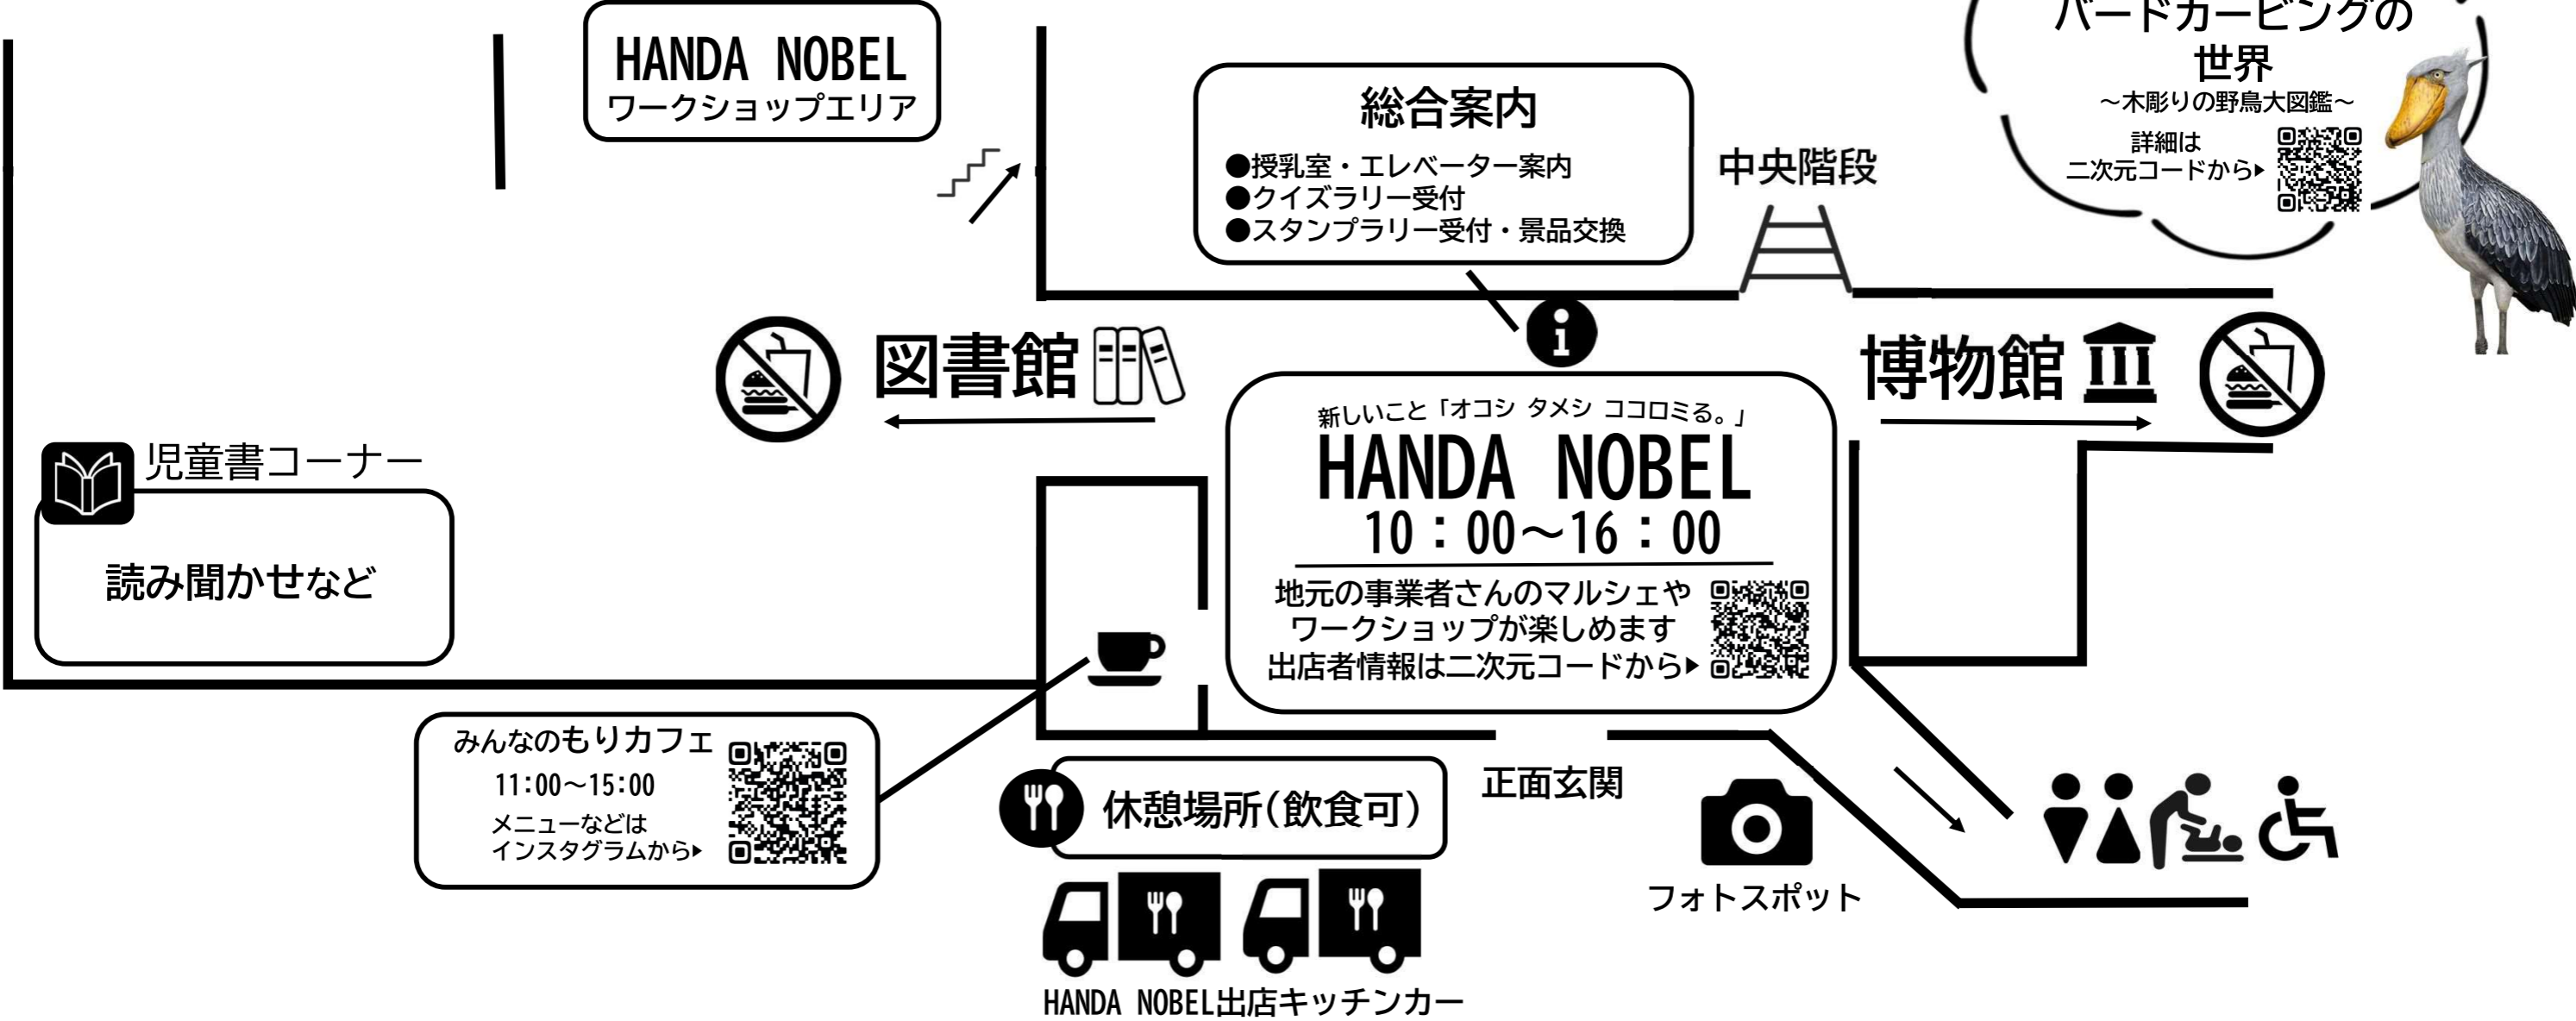 HANDA NOBEL
ワークショップエリア
総合案内
●授乳室・エレベーター案内
●クイズラリー受付
●スタンプラリー受付・景品交換
中央階段
バードカービングの
世界
～木彫りの野鳥大図鑑～
詳細は
二次元コードから▶
図書館
博物館
新しいこと「オコシ タメシ ココロミる。」
HANDA NOBEL
10：00～16：00
地元の事業者さんのマルシェや
ワークショップが楽しめます
出店者情報は二次元コードから▶
児童書コーナー
読み聞かせなど
みんなのもりカフェ
11:00～15:00
メニューなどは
インスタグラムから▶
休憩場所(飲食可)
正面玄関
フォトスポット
HANDA NOBEL出店キッチンカー